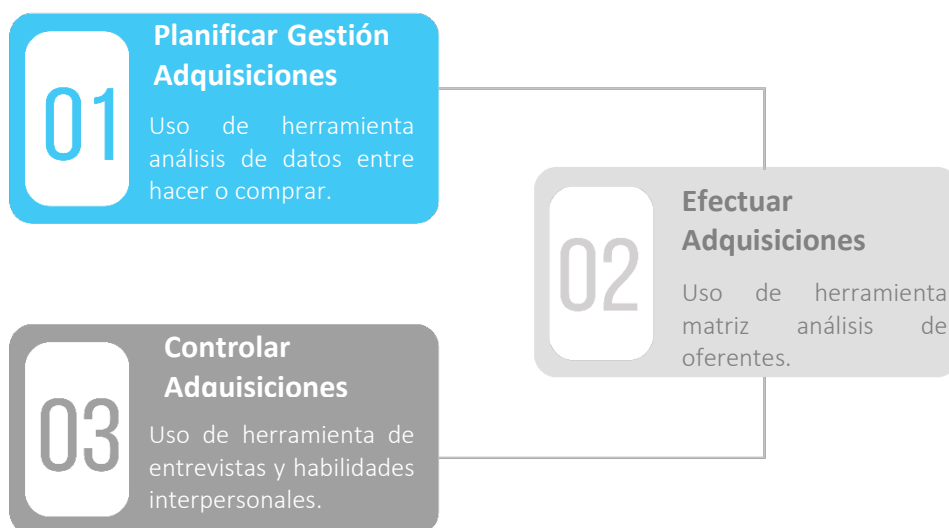 01
Planificar Gestión
Adquisiciones
Uso de herramienta
análisis de datos entre
hacer o comprar.
02
Efectuar
Adquisiciones
Uso de herramienta
matriz análisis de
oferentes.
03
Controlar
Adquisiciones
Uso de herramienta de
entrevistas y habilidades
interpersonales.